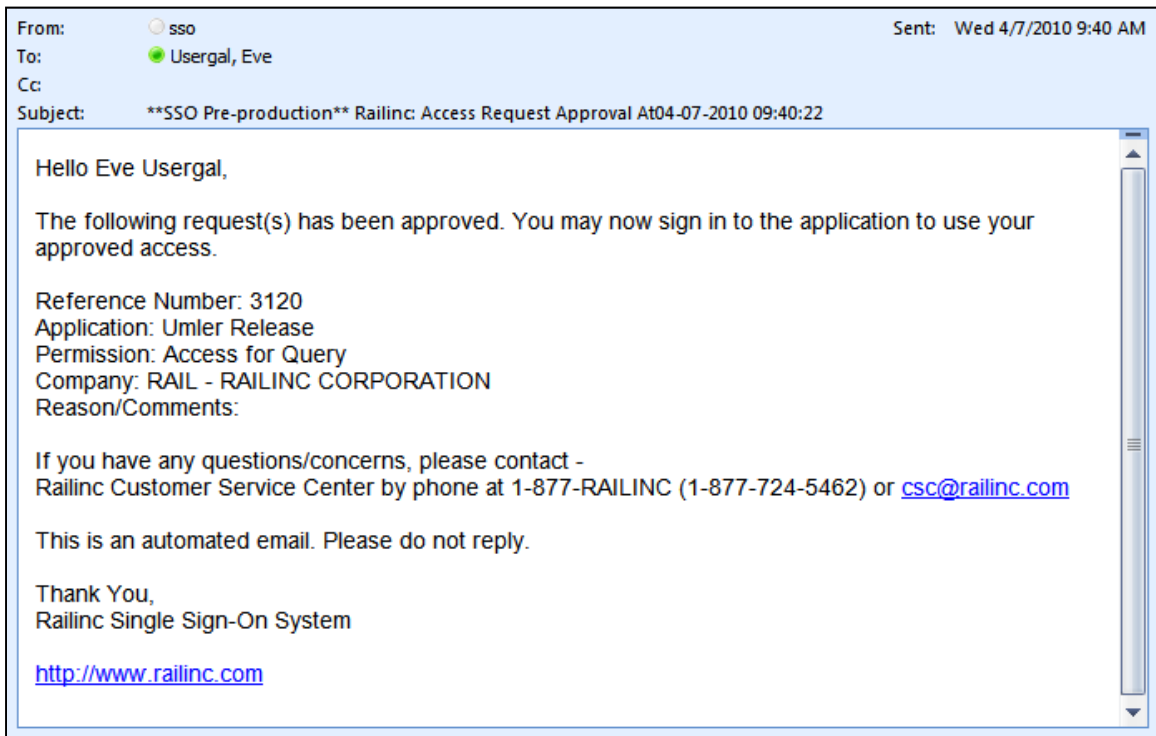 From: sso Sent: Wed 4/7/2010 9:40 AM
To: Usergal, Eve
Cc:
Subject: **SSO Pre-production** Railinc: Access Request Approval At04-07-2010 09:40:22
Hello Eve Usergal,
The following request(s) has been approved. You may now sign in to the application to use your
approved access.
Reference Number: 3120
Application: Umler Release
Permission: Access for Query
Company: RAIL - RAILINC CORPORATION
Reason/Comments:
If you have any questions/concerns, please contact -
Railinc Customer Service Center by phone at 1-877-RAILINC (1-877-724-5462) or csc@railinc.com
This is an automated email. Please do not reply.
Thank You,
Railinc Single Sign-On System
http://www.railinc.com